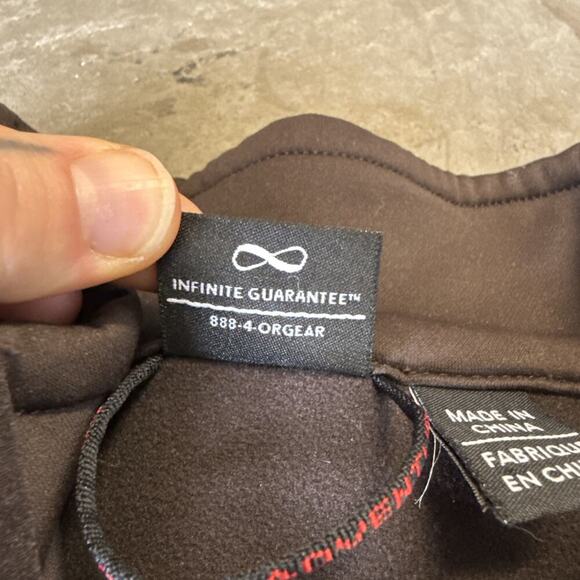 INFINITE GUARANTEE™
888-4-ORGEAR
MADE IN
CHINA
FABRIQUÉ
EN CHI